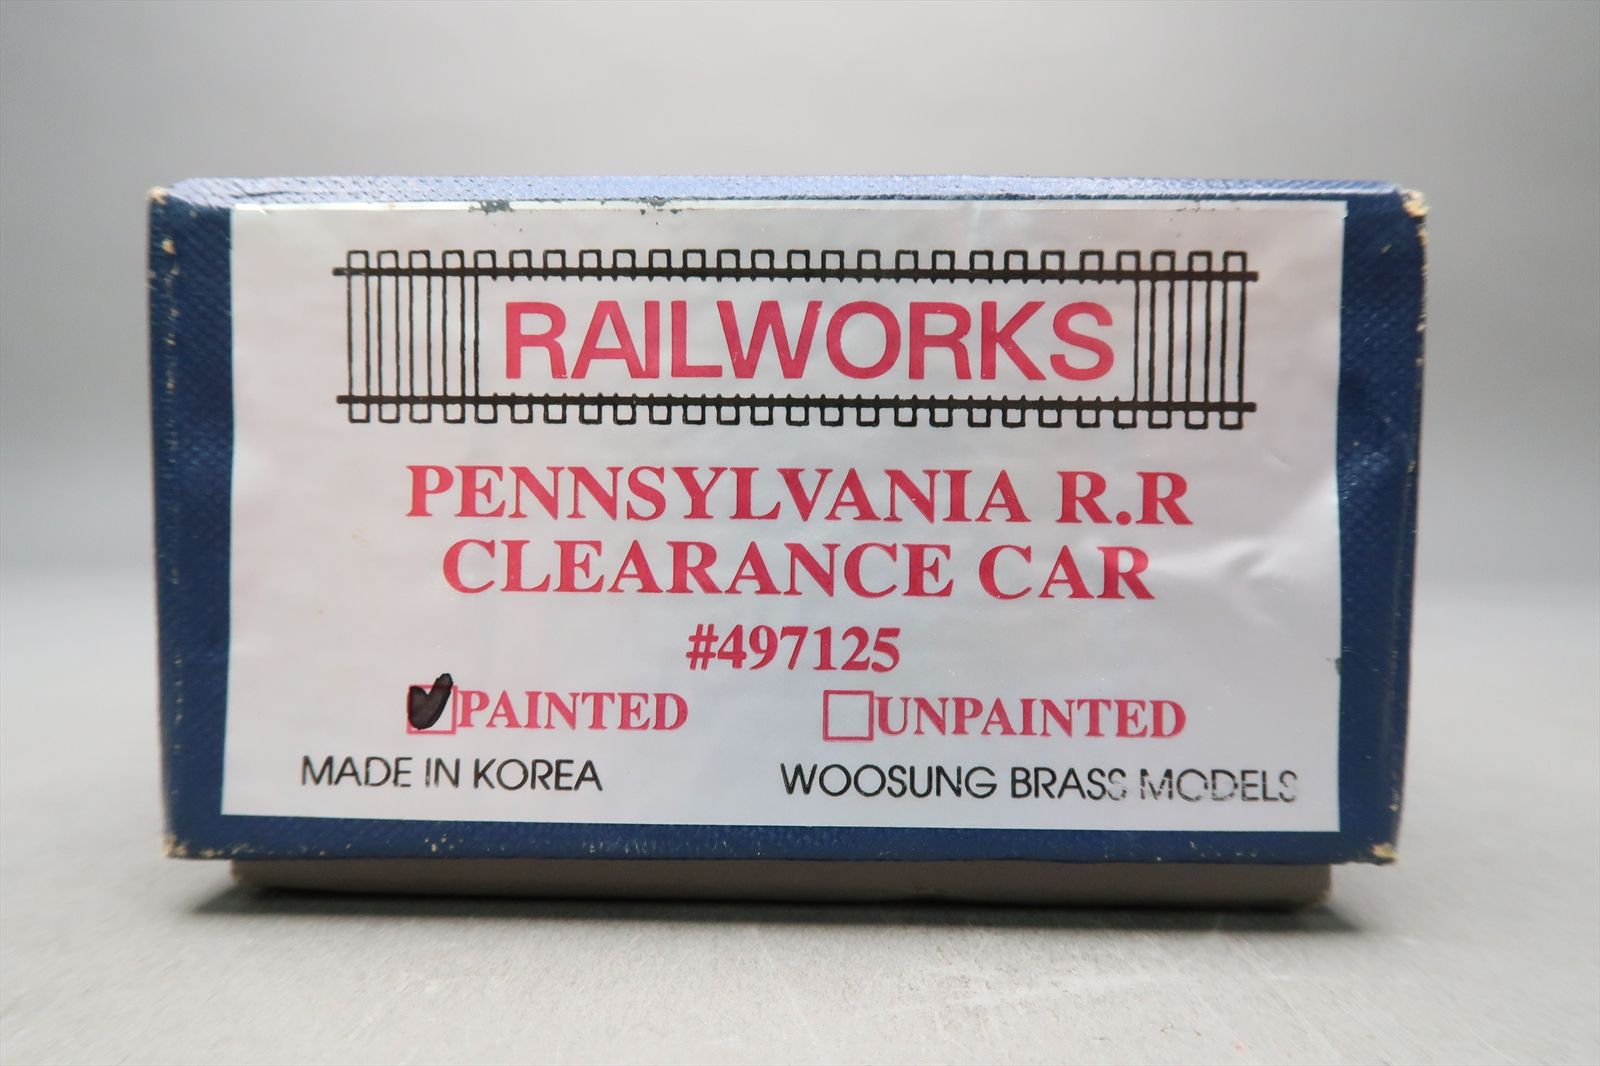 RAILWORKS
PENNSYLVANIA R.R
CLEARANCE CAR
#497125
PAINTED UNPAINTED
MADE IN KOREA WOOSUNG BRASS MODELS